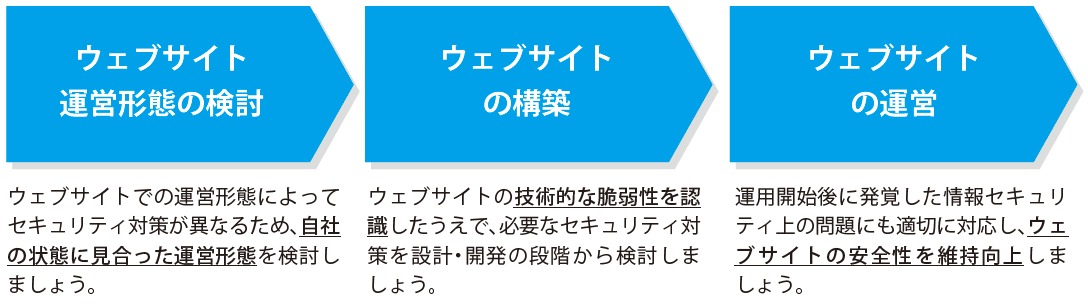 ウェブサイト
運営形態の検討
ウェブサイトでの運営形態によって
セキュリティ対策が異なるため、自社
の状態に見合った運営形態を検討し
ましょう。
ウェブサイト
の構築
ウェブサイトの技術的な脆弱性を認
識したうえで、必要なセキュリティ対
策を設計・開発の段階から検討しま
しょう。
ウェブサイト
の運営
運用開始後に発覚した情報セキュリ
ティ上の問題にも適切に対応し、ウェ
ブサイトの安全性を維持向上しま
しょう。